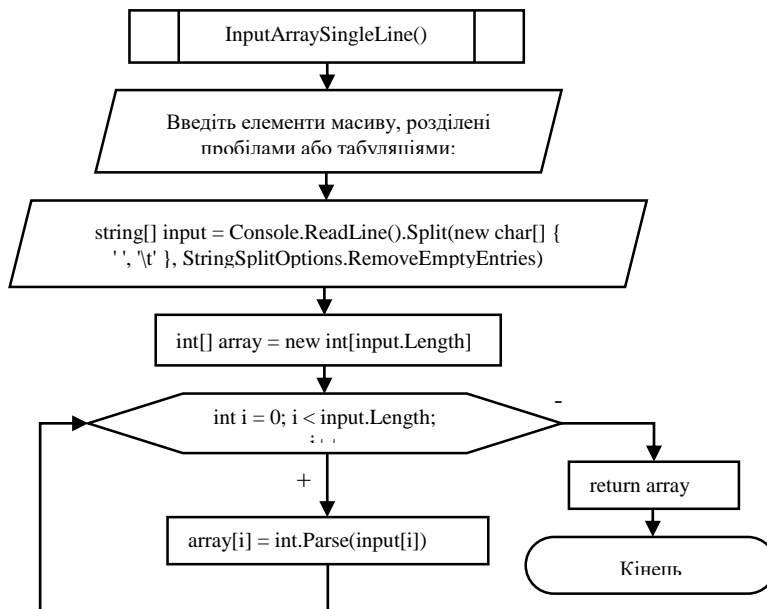 InputArraySingleLine()
Введіть елементи масиву, розділені
пробілами або табуляціями:
string[] input = Console.ReadLine().Split(new char[] {
' ', '\t' }, StringSplitOptions.RemoveEmptyEntries)
int[] array = new int[input.Length]
int i = 0; i < input.Length;
-
+
return array
array[i] = int.Parse(input[i])
Кінець